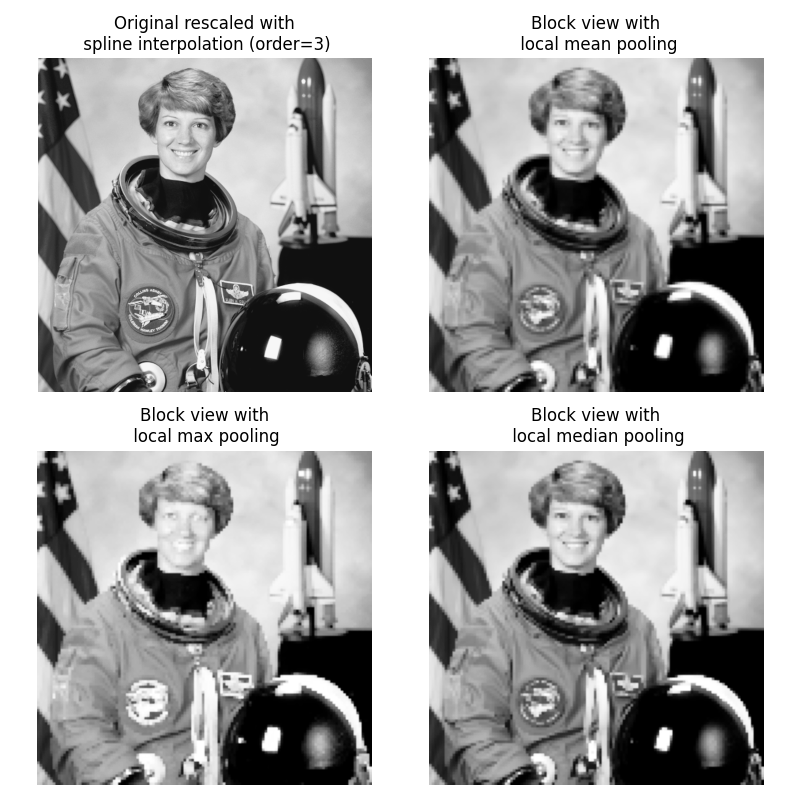 Original rescaled with
spline interpolation (order=3)
Block view with
local mean pooling
Block view with
local max pooling
Block view with
local median pooling